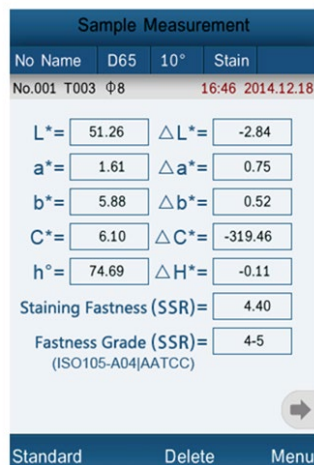 Sample Measurement
No Name D65 10° Stain
No.001 T003 Φ8 16:46 2014.12.18
L*= 51.26 △L*= -2.84
a*= 1.61 △a*= 0.75
b*= 5.88 △b*= 0.52
C*= 6.10 △C*= -319.46
h°= 74.69 △H*= -0.11
Staining Fastness (SSR)= 4.40
Fastness Grade (SSR)= 4-5
(ISO105-A04|AATCC)
Standard Delete Menu